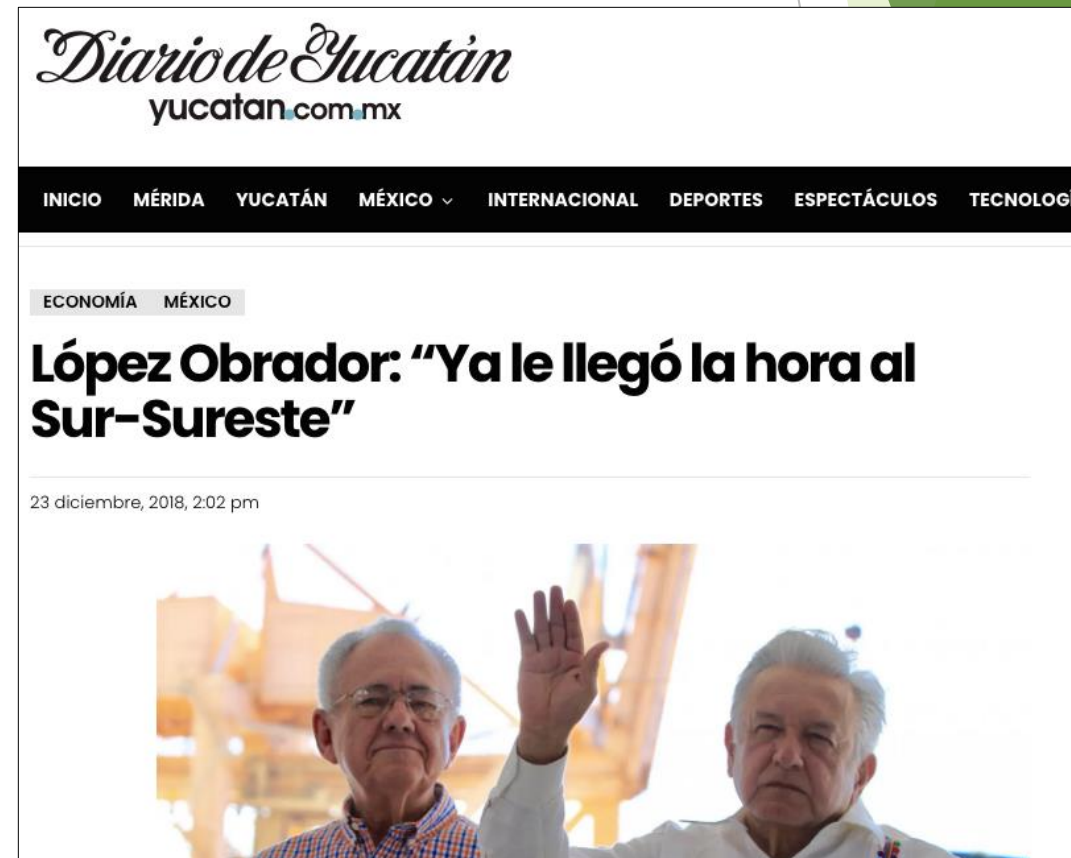 Diario de Yucatán
yucatan.com.mx
INICIO MÉRIDA YUCATÁN MÉXICO INTERNACIONAL DEPORTES ESPECTÁCULOS TECNOLOGÍ
ECONOMÍA MÉXICO
López Obrador: “Ya le llegó la hora al
Sur-Sureste”
23 diciembre, 2018, 2:02 pm